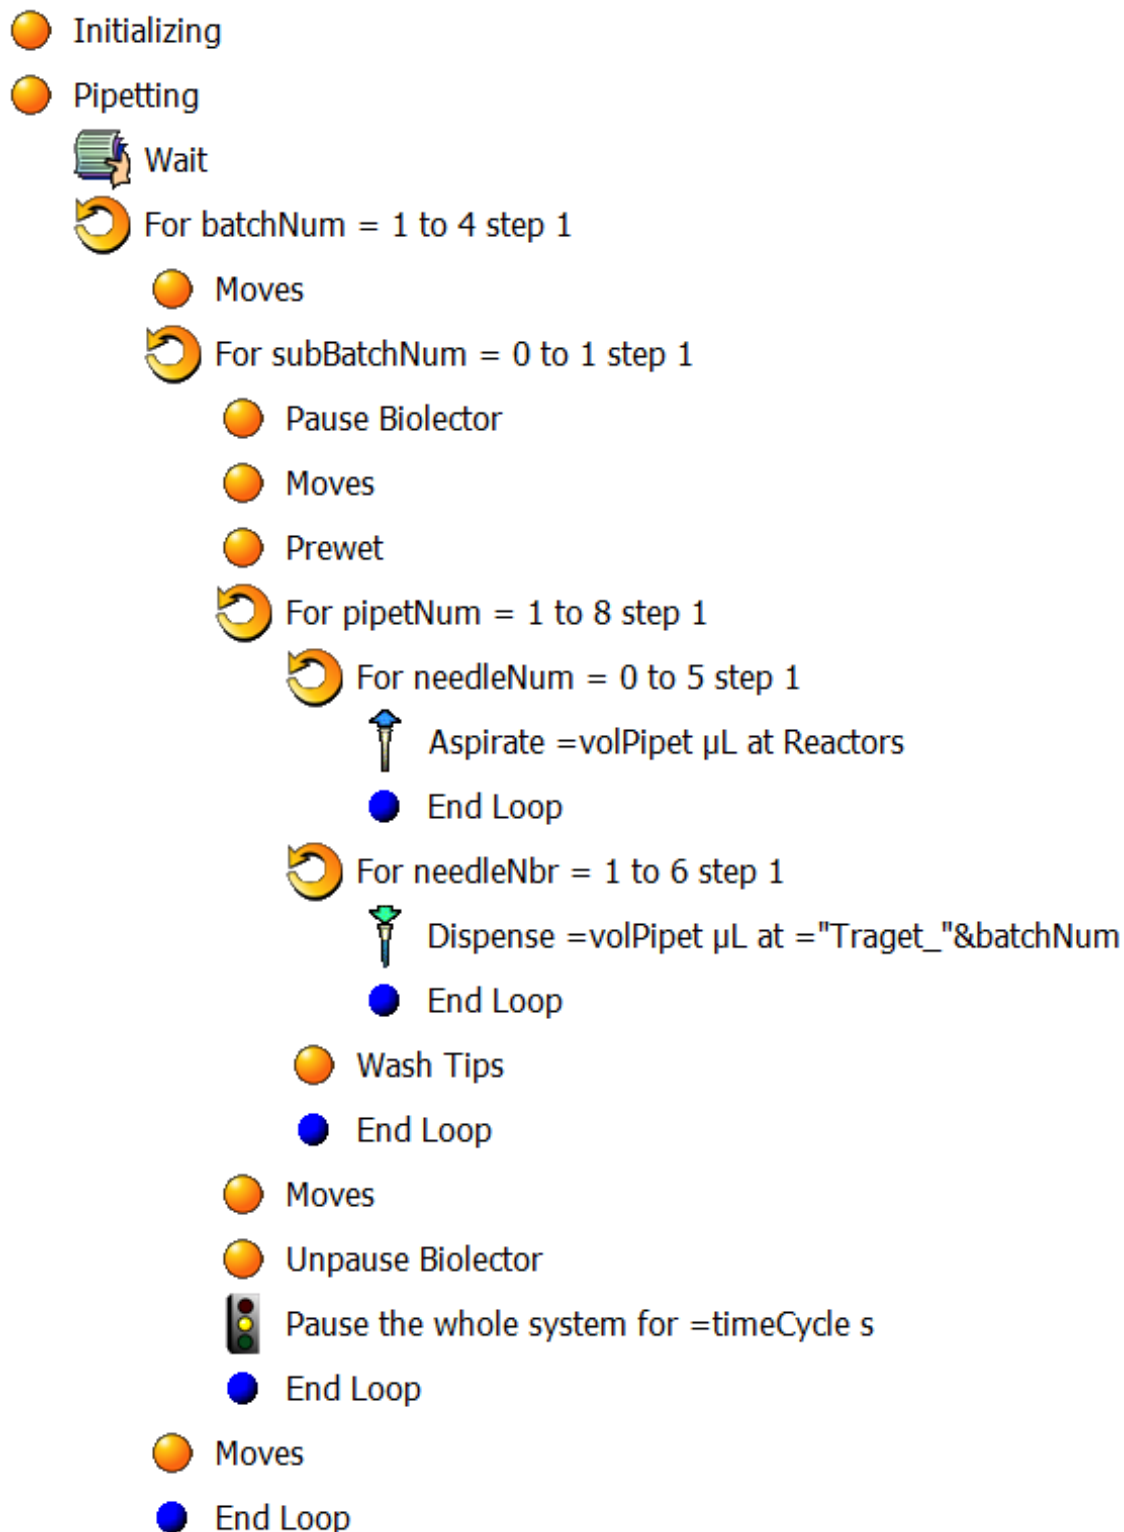 Initializing
Pipetting
Wait
For batchNum = 1 to 4 step 1
Moves
For subBatchNum = 0 to 1 step 1
Pause Biolector
Moves
Prewet
For pipetNum = 1 to 8 step 1
For needleNum = 0 to 5 step 1
Aspirate =volPipet µL at Reactors
End Loop
For needleNbr = 1 to 6 step 1
Dispense =volPipet µL at ="Traget_"&batchNum
End Loop
Wash Tips
End Loop
Moves
Unpause Biolector
Pause the whole system for =timeCycle s
End Loop
Moves
End Loop